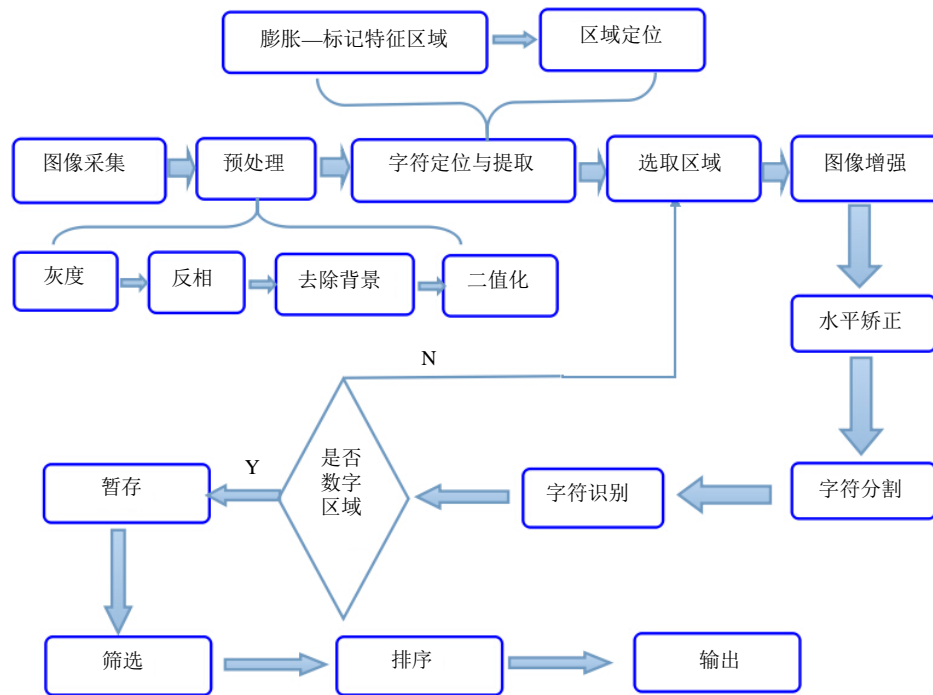 膨胀—标记特征区域
区域定位
图像采集
预处理
字符定位与提取
选取区域
图像增强
灰度
反相
去除背景
二值化
水平矫正
N
Y
是否
数字
区域
暂存
字符识别
字符分割
筛选
排序
输出